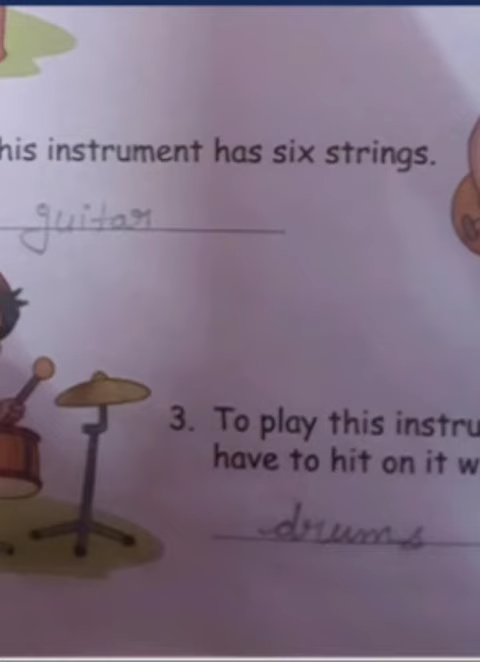 his instrument has six strings.
guitar
3. To play this instru
have to hit on it w
drums